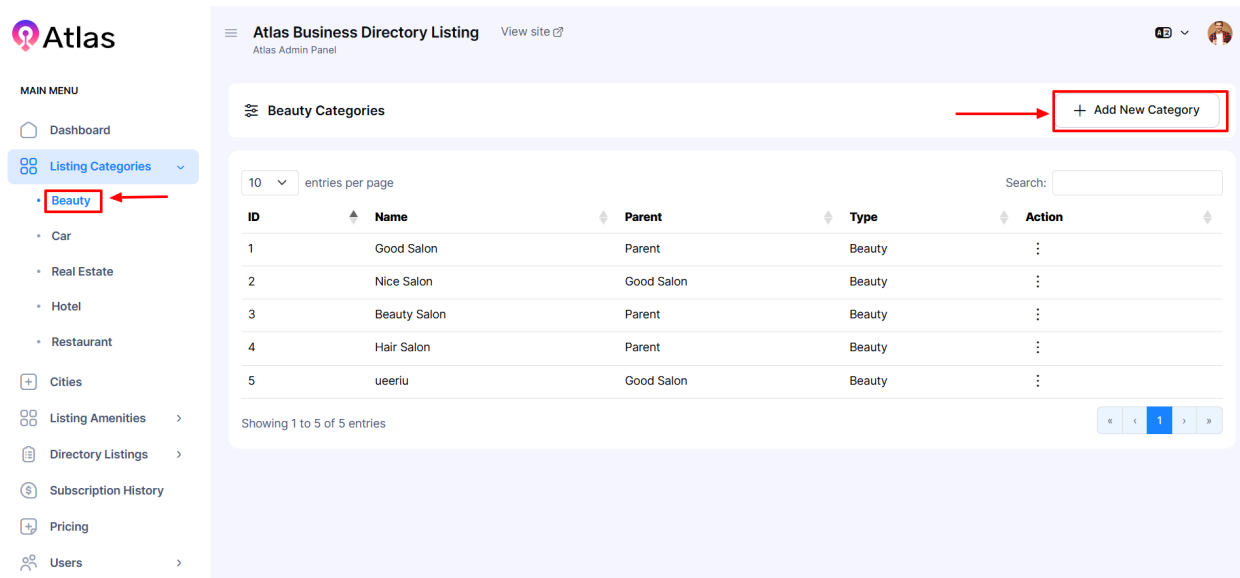 Atlas
MAIN MENU
Dashboard
Listing Categories
Beauty
Car
Real Estate
Hotel
Restaurant
Cities
Listing Amenities
Directory Listings
Subscription History
Pricing
Users
Atlas Business Directory Listing View site
Atlas Admin Panel
Beauty Categories
+ Add New Category
10 entries per page Search:
ID Name Parent Type Action
1 Good Salon Parent Beauty
2 Nice Salon Good Salon Beauty
3 Beauty Salon Parent Beauty
4 Hair Salon Parent Beauty
5 ueeriu Good Salon Beauty
Showing 1 to 5 of 5 entries « ‹ 1 › »